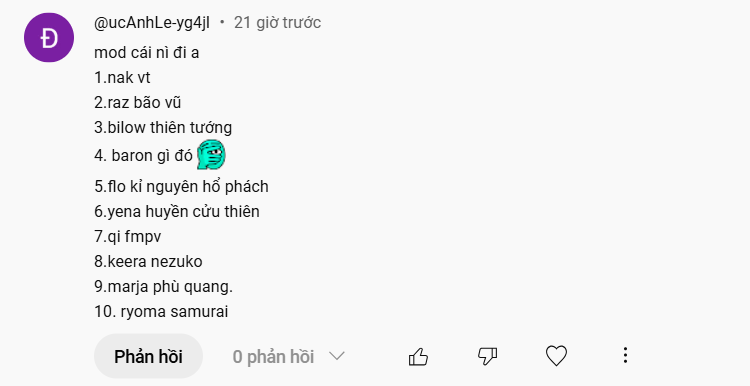 Đ
@ucAnhLe-yg4jl • 21 giờ trước
mod cái nì đi a
1.nak vt
2.raz bão vũ
3.bilow thiên tướng
4. baron gì đó
5.flo kỉ nguyên hổ phách
6.yena huyền cửu thiên
7.qi fmpv
8.keera nezuko
9.marja phù quang.
10. ryoma samurai
Phản hồi 0 phản hồi